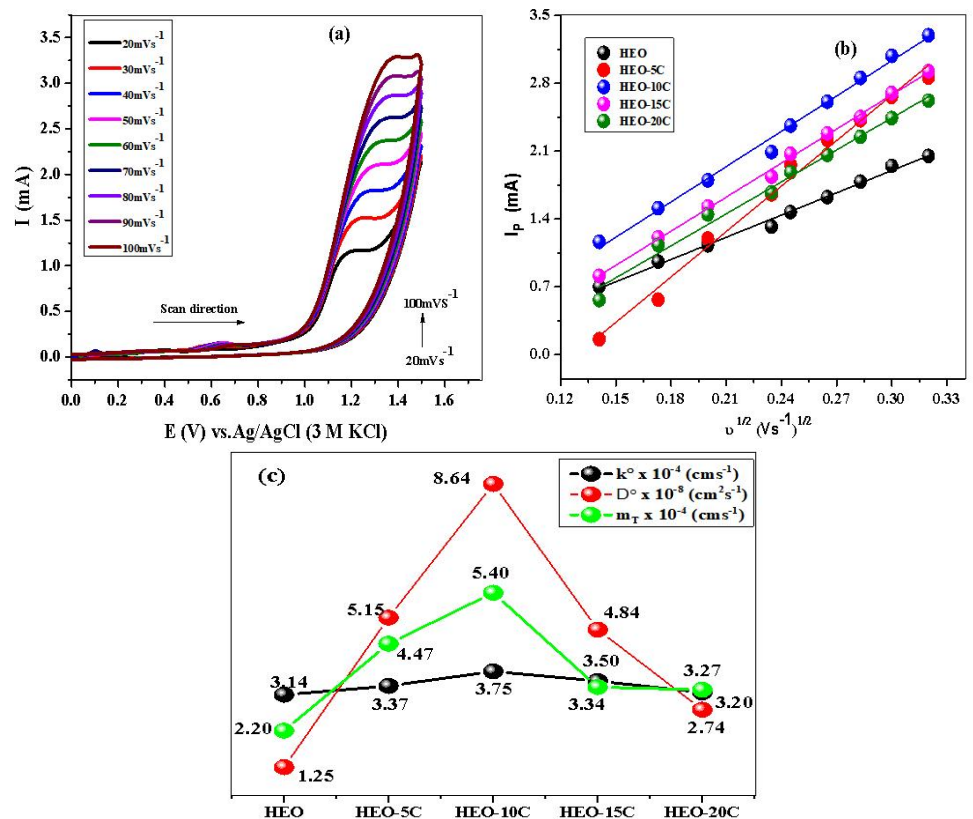 (a)
20mVs⁻¹
30mVs⁻¹
40mVs⁻¹
50mVs⁻¹
60mVs⁻¹
70mVs⁻¹
80mVs⁻¹
90mVs⁻¹
100mVs⁻¹
Scan direction
100mVS⁻¹
20mVs⁻¹
I (mA)
3.5
3.0
2.5
2.0
1.5
1.0
0.5
0.0
0.0 0.2 0.4 0.6 0.8 1.0 1.2 1.4 1.6
E (V) vs.Ag/AgCl (3 M KCl)
(b)
HEO
HEO-5C
HEO-10C
HEO-15C
HEO-20C
Iₚ (mA)
3.5
2.8
2.1
1.4
0.7
0.0
0.12 0.15 0.18 0.21 0.24 0.27 0.30 0.33
υ^1/2 (Vs⁻¹)^1/2
(c)
k° x 10⁻⁴ (cms⁻¹)
D° x 10⁻⁸ (cm²s⁻¹)
m_T x 10⁻⁴ (cms⁻¹)
8.64
5.40
5.15
4.84
4.47
3.75
3.50
3.34
3.14
3.37
3.27
3.20
2.74
2.20
1.25
HEO HEO-5C HEO-10C HEO-15C HEO-20C